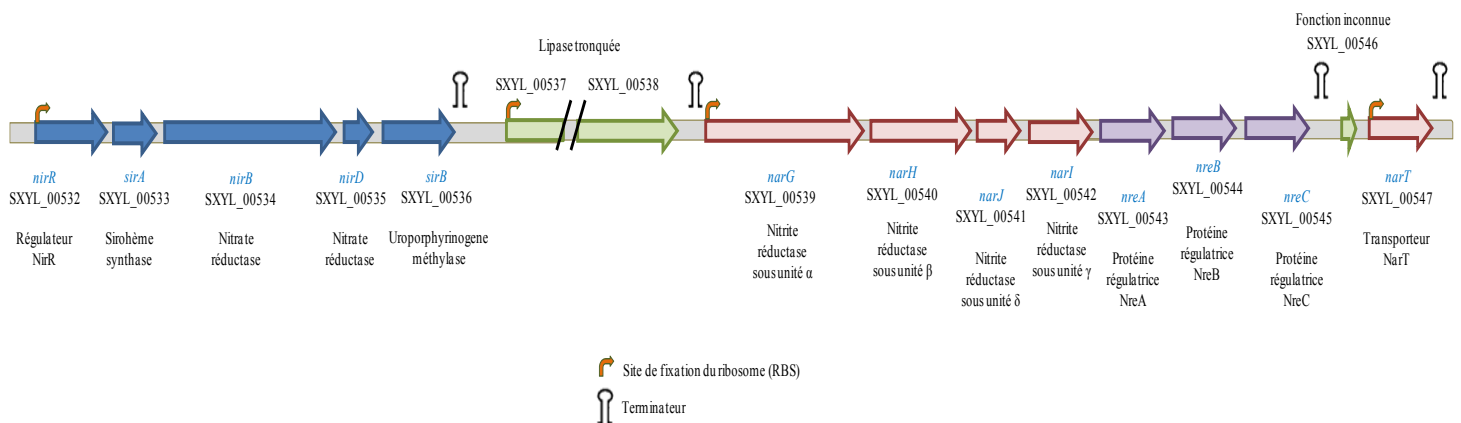 Fonction inconnue
SXYL_00546
Lipase tronquée
SXYL_00537
SXYL_00538
nirR
SXYL_00532
Régulateur
NirR
sirA
SXYL_00533
Sirohème
synthase
nirB
SXYL_00534
Nitrate
réductase
nirD
SXYL_00535
Nitrate
réductase
sirB
SXYL_00536
Uroporphyrinogene
méthylase
narG
SXYL_00539
Nitrite
réductase
sous unité α
narH
SXYL_00540
Nitrite
réductase
sous unité β
narJ
SXYL_00541
Nitrite
réductase
sous unité δ
narI
SXYL_00542
Nitrite
réductase
sous unité γ
nreA
SXYL_00543
Protéine
régulatrice
NreA
nreB
SXYL_00544
Protéine
régulatrice
NreB
nreC
SXYL_00545
Protéine
régulatrice
NreC
narT
SXYL_00547
Transporteur
NarT
Site de fixation du ribosome (RBS)
Terminateur